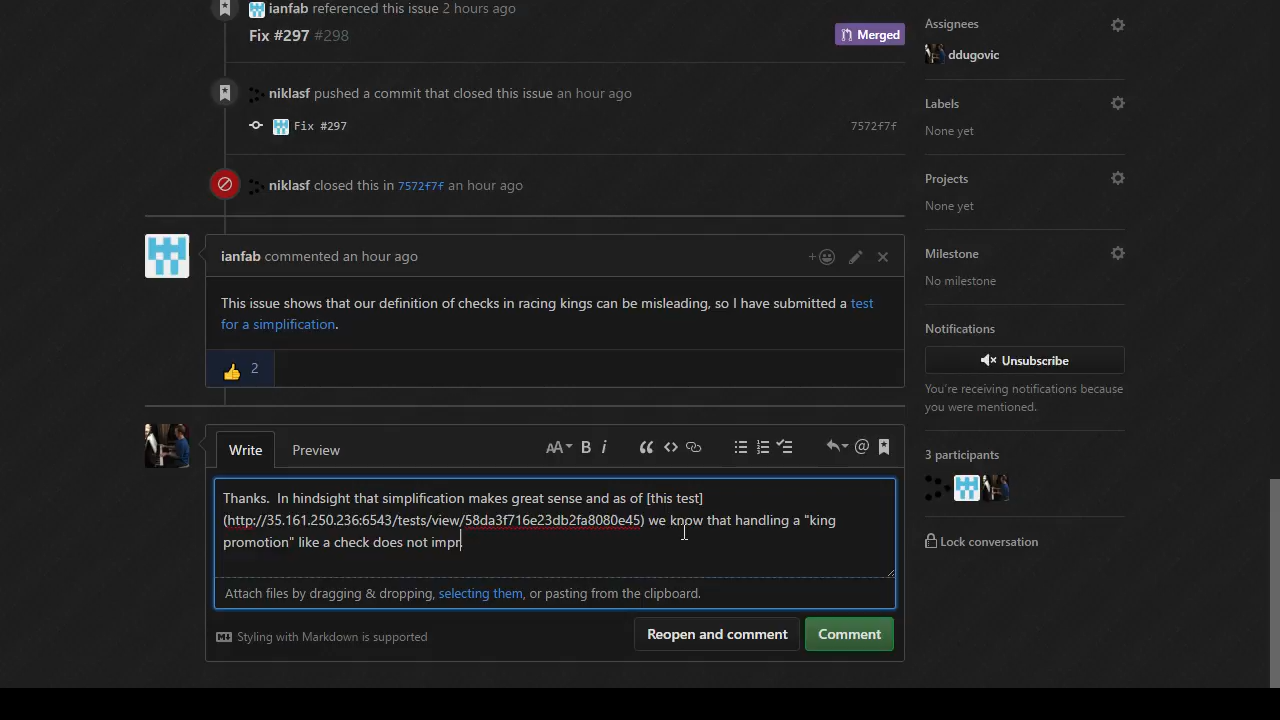 ianfab referenced this issue 2 hours ago
Fix #297 #298
Merged
niklasf pushed a commit that closed this issue an hour ago
Fix #297
7572f7f
niklasf closed this in 7572f7f an hour ago
ianfab commented an hour ago
This issue shows that our definition of checks in racing kings can be misleading, so I have submitted a test
for a simplification.
2
Write
Preview
AA
B
i
Thanks.  In hindsight that simplification makes great sense and as of [this test]
(http://35.161.250.236:6543/tests/view/58da3f716e23db2fa8080e45) we know that handling a "king
promotion" like a check does not impr
Attach files by dragging & dropping, selecting them, or pasting from the clipboard.
Styling with Markdown is supported
Reopen and comment
Comment
Assignees
ddugovic
Labels
None yet
Projects
None yet
Milestone
No milestone
Notifications
Unsubscribe
You're receiving notifications because
you were mentioned.
3 participants
Lock conversation